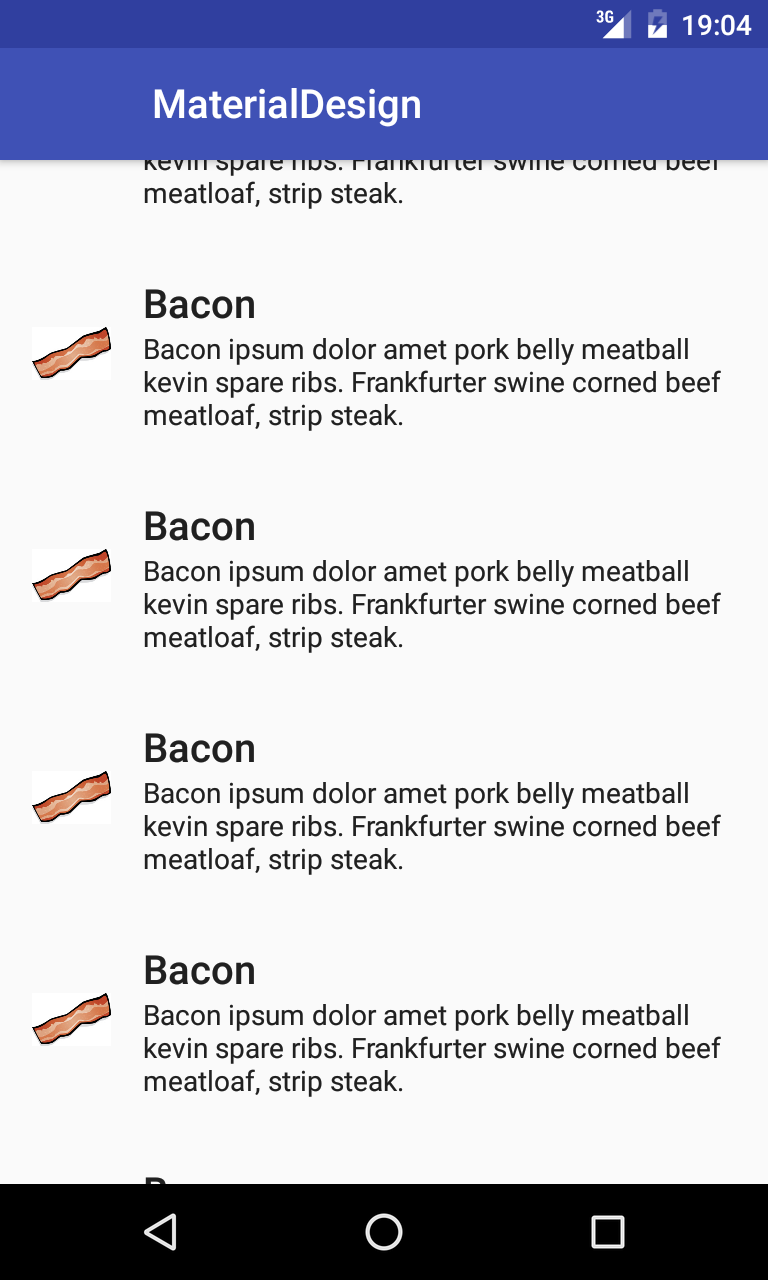 3G 19:04
MaterialDesign
kevin spare ribs. Frankfurter swine corned beef
meatloaf, strip steak.
Bacon
Bacon ipsum dolor amet pork belly meatball
kevin spare ribs. Frankfurter swine corned beef
meatloaf, strip steak.
Bacon
Bacon ipsum dolor amet pork belly meatball
kevin spare ribs. Frankfurter swine corned beef
meatloaf, strip steak.
Bacon
Bacon ipsum dolor amet pork belly meatball
kevin spare ribs. Frankfurter swine corned beef
meatloaf, strip steak.
Bacon
Bacon ipsum dolor amet pork belly meatball
kevin spare ribs. Frankfurter swine corned beef
meatloaf, strip steak.